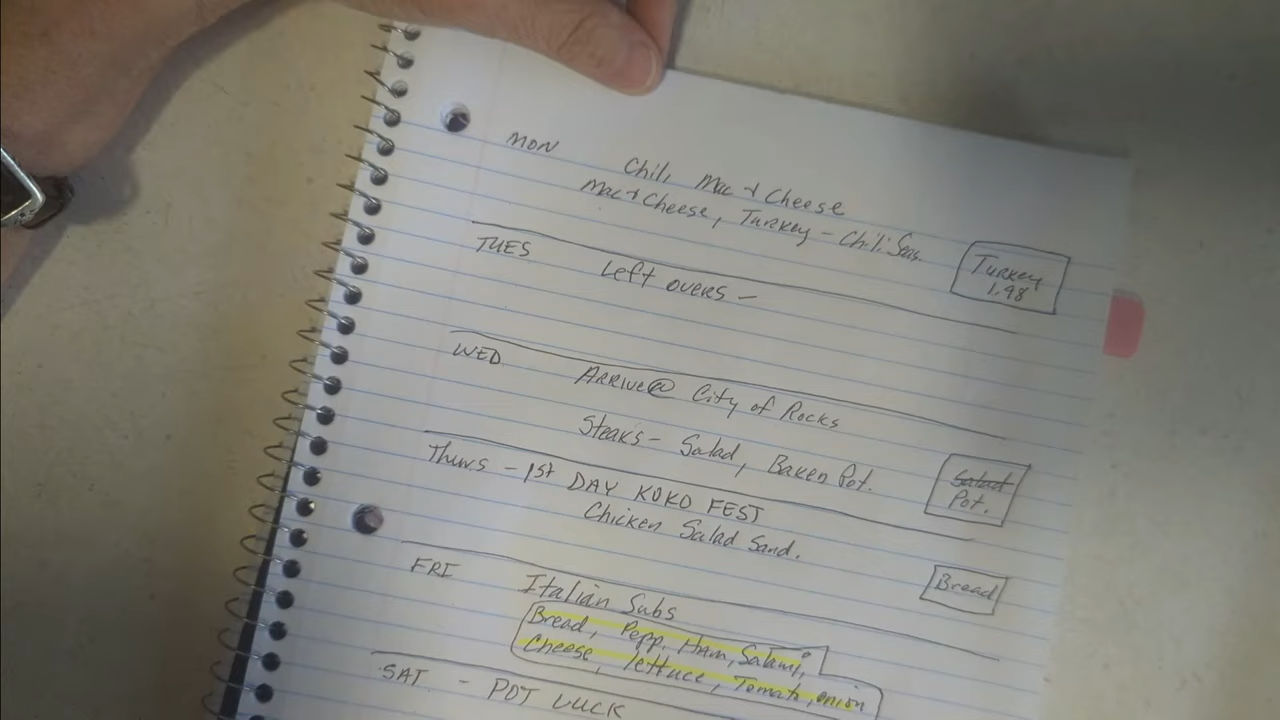 MON
Chili Mac + Cheese
Mac + Cheese, Turkey - Chili Seas.
Turkey
1.98
TUES
Left overs -
WED.
Arrive @ City of Rocks
Steaks - Salad, Baken Pot.
Salad
Pot.
Thurs - 1st DAY KOKO FEST
Chicken Salad Sand.
Bread
FRI
Italian Subs
Bread, Pepp. Ham, Salami,
Cheese, lettuce, Tomato, onion
SAT - POT LUCK